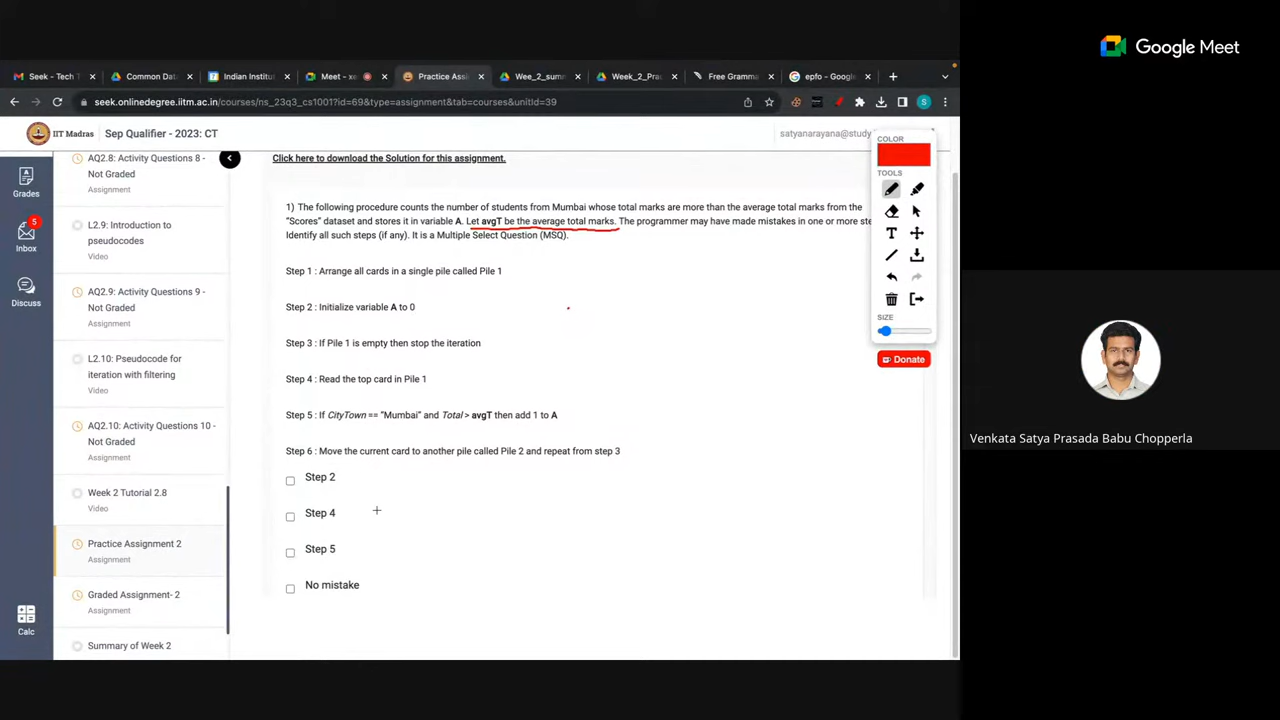 Google Meet
Seek - Tech T
Common Data
Indian Institut
Meet - xe
Practice Assi
Wee_2_sum
Week_2_Pra
Free Gramma
epfo - Google
seek.onlinedegree.iitm.ac.in/courses/ns_23q3_cs1001?id=69&type=assignment&tab=courses&unitId=39
IIT Madras
Sep Qualifier - 2023: CT
satyanarayana@study
Grades
5
Inbox
Discuss
Calc
AQ2.8: Activity Questions 8 -
Not Graded
Assignment
L2.9: Introduction to
pseudocodes
Video
AQ2.9: Activity Questions 9 -
Not Graded
Assignment
L2.10: Pseudocode for
iteration with filtering
Video
AQ2.10: Activity Questions 10 -
Not Graded
Assignment
Week 2 Tutorial 2.8
Video
Practice Assignment 2
Assignment
Graded Assignment- 2
Assignment
Summary of Week 2
Click here to download the Solution for this assignment.
1) The following procedure counts the number of students from Mumbai whose total marks are more than the average total marks from the
"Scores" dataset and stores it in variable A. Let avgT be the average total marks. The programmer may have made mistakes in one or more ste
Identify all such steps (if any). It is a Multiple Select Question (MSQ).
Step 1 : Arrange all cards in a single pile called Pile 1
Step 2 : Initialize variable A to 0
Step 3 : If Pile 1 is empty then stop the iteration
Step 4 : Read the top card in Pile 1
Step 5 : If CityTown == "Mumbai" and Total > avgT then add 1 to A
Step 6 : Move the current card to another pile called Pile 2 and repeat from step 3
Step 2
Step 4
Step 5
No mistake
COLOR
TOOLS
T
SIZE
Donate
Venkata Satya Prasada Babu Chopperla